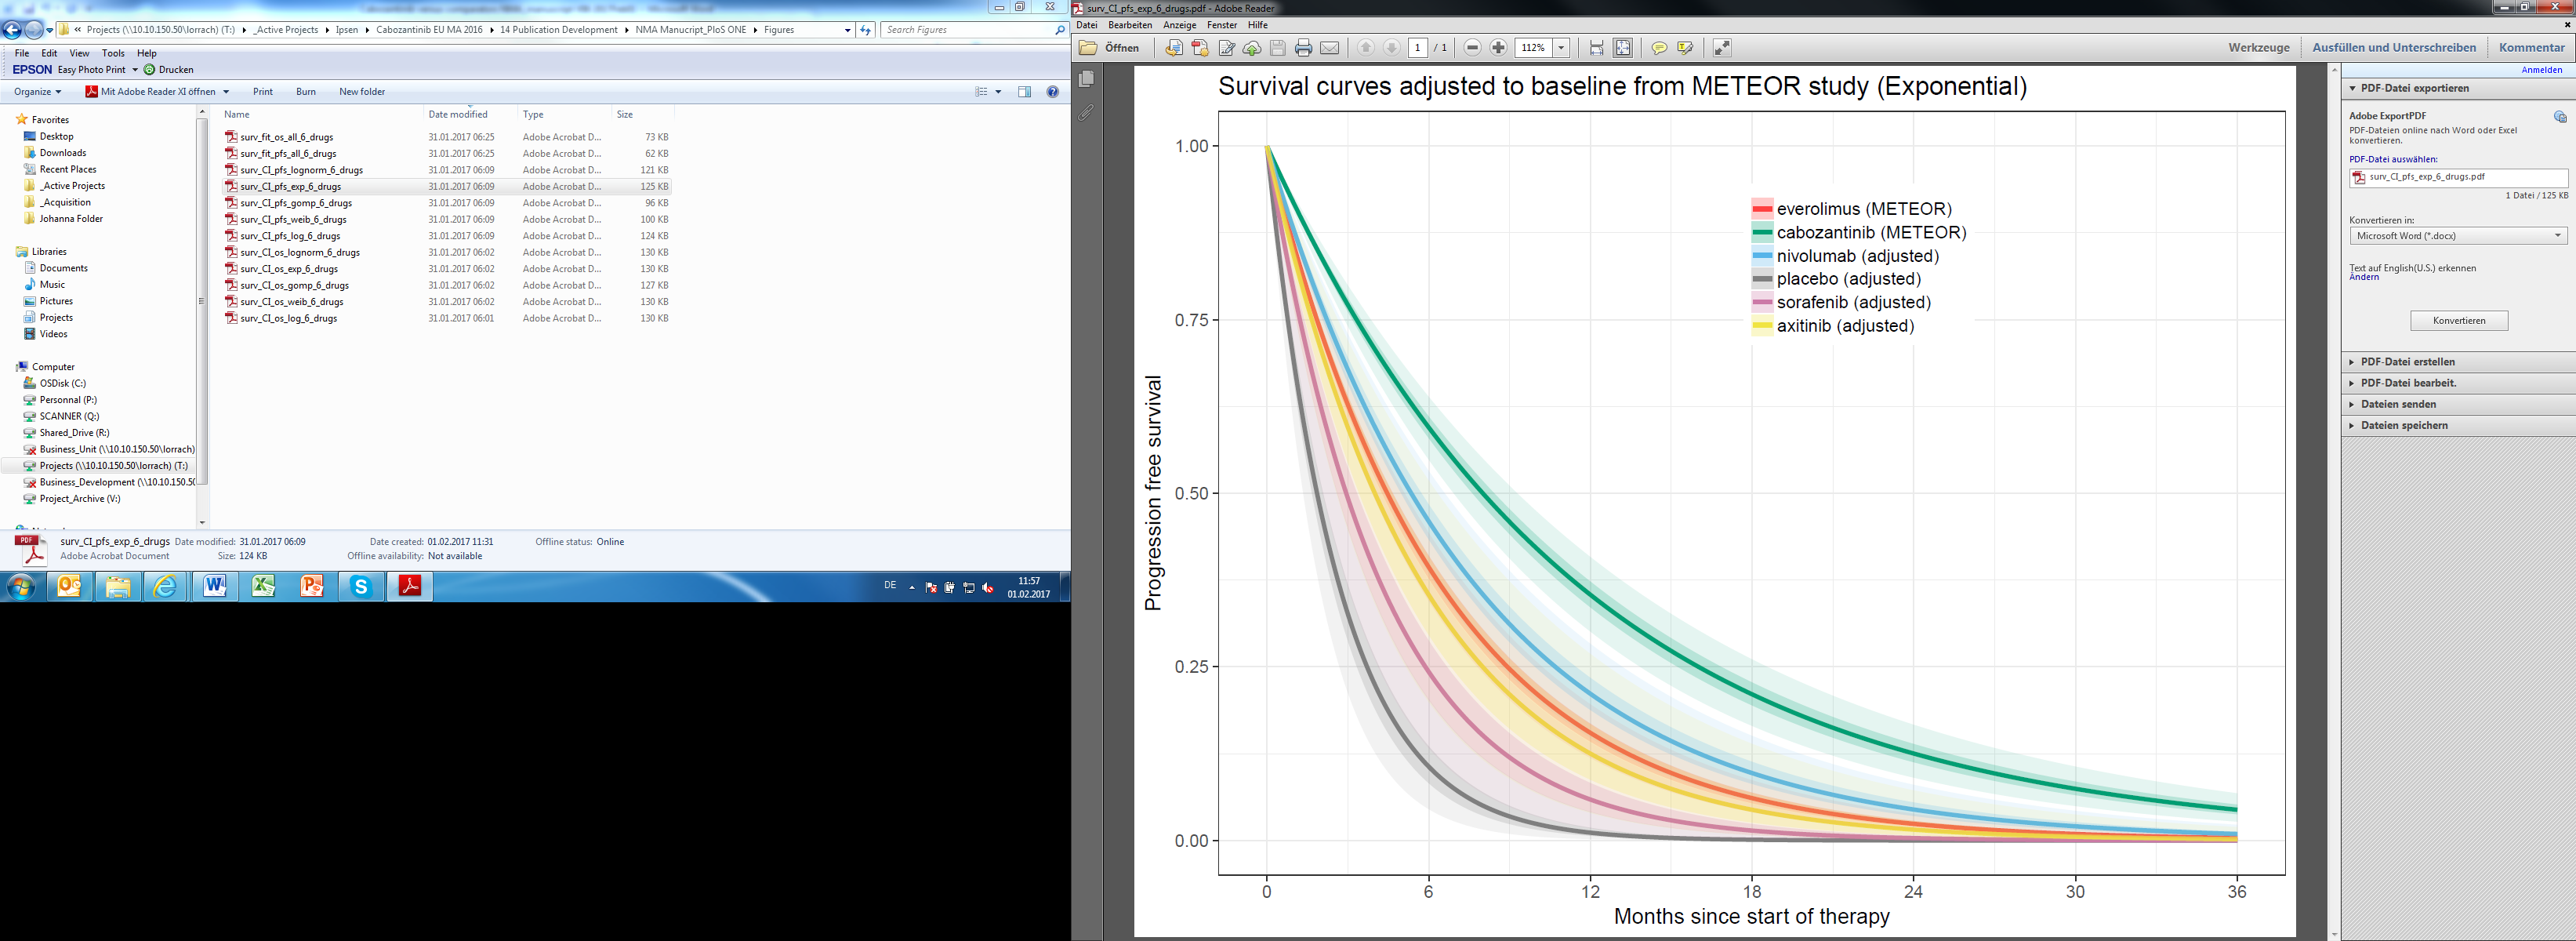 « Projects (\\10.10.150.50\lorrach) (T:) ▸ _Active Projects ▸ Ipsen ▸ Cabozantinib EU MA 2016 ▸ 14 Publication Development ▸ NMA Manucript_PloS ONE ▸ Figures
Search Figures
File Edit View Tools Help
EPSON Easy Photo Print Drucken
Organize Mit Adobe Reader XI öffnen Print Burn New folder
Favorites
Desktop
Downloads
Recent Places
_Active Projects
_Acquisition
Johanna Folder
Libraries
Documents
Music
Pictures
Projects
Videos
Computer
OSDisk (C:)
Personnal (P:)
SCANNER (Q:)
Shared_Drive (R:)
Business_Unit (\\10.10.150.50\lorrach)
Projects (\\10.10.150.50\lorrach) (T:)
Business_Development (\\10.10.150.50
Project_Archive (V:)
Name Date modified Type Size
surv_fit_os_all_6_drugs 31.01.2017 06:25 Adobe Acrobat D... 73 KB
surv_fit_pfs_all_6_drugs 31.01.2017 06:25 Adobe Acrobat D... 62 KB
surv_CI_pfs_lognorm_6_drugs 31.01.2017 06:09 Adobe Acrobat D... 121 KB
surv_CI_pfs_exp_6_drugs 31.01.2017 06:09 Adobe Acrobat D... 125 KB
surv_CI_pfs_gomp_6_drugs 31.01.2017 06:09 Adobe Acrobat D... 96 KB
surv_CI_pfs_weib_6_drugs 31.01.2017 06:09 Adobe Acrobat D... 100 KB
surv_CI_pfs_log_6_drugs 31.01.2017 06:09 Adobe Acrobat D... 124 KB
surv_CI_os_lognorm_6_drugs 31.01.2017 06:02 Adobe Acrobat D... 130 KB
surv_CI_os_exp_6_drugs 31.01.2017 06:02 Adobe Acrobat D... 130 KB
surv_CI_os_gomp_6_drugs 31.01.2017 06:02 Adobe Acrobat D... 127 KB
surv_CI_os_weib_6_drugs 31.01.2017 06:02 Adobe Acrobat D... 130 KB
surv_CI_os_log_6_drugs 31.01.2017 06:01 Adobe Acrobat D... 130 KB
PDF
surv_CI_pfs_exp_6_drugs Date modified: 31.01.2017 06:09 Date created: 01.02.2017 11:31 Offline status: Online
Adobe Acrobat Document Size: 124 KB Offline availability: Not available
DE
11:57
01.02.2017
surv_CI_pfs_exp_6_drugs.pdf - Adobe Reader
Datei Bearbeiten Anzeige Fenster Hilfe
Öffnen 1 / 1 112% Werkzeuge Ausfüllen und Unterschreiben Kommentar
Survival curves adjusted to baseline from METEOR study (Exponential)
Progression free survival
1.00
0.75
0.50
0.25
0.00
everolimus (METEOR)
cabozantinib (METEOR)
nivolumab (adjusted)
placebo (adjusted)
sorafenib (adjusted)
axitinib (adjusted)
0 6 12 18 24 30 36
Months since start of therapy
Anmelden
PDF-Datei exportieren
Adobe ExportPDF
PDF-Dateien online nach Word oder Excel
konvertieren.
PDF-Datei auswählen:
surv_CI_pfs_exp_6_drugs.pdf
1 Datei / 125 KB
Konvertieren in:
Microsoft Word (*.docx)
Text auf English(U.S.) erkennen
Ändern
Konvertieren
PDF-Datei erstellen
PDF-Datei bearbeit.
Dateien senden
Dateien speichern